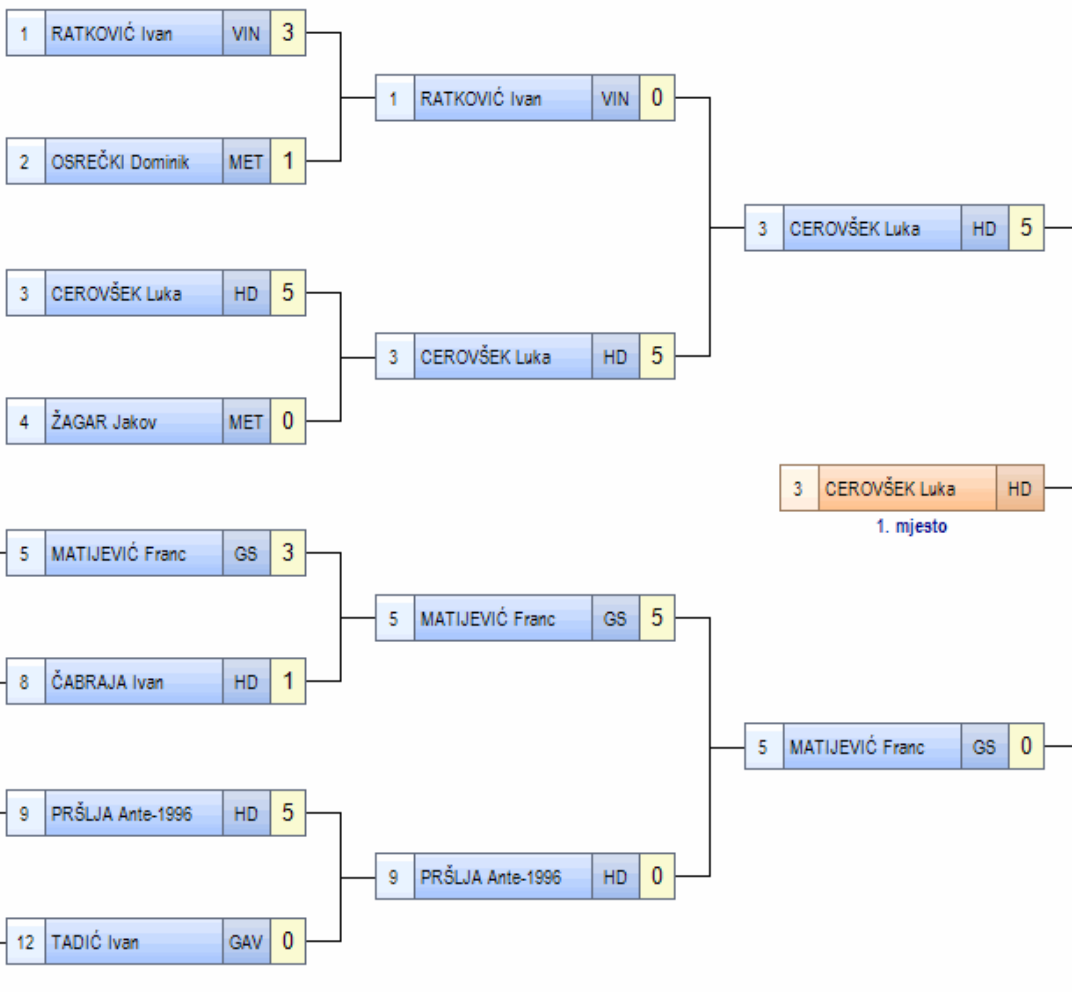 1 RATKOVIĆ Ivan VIN 3
1 RATKOVIĆ Ivan VIN 0
2 OSREČKI Dominik MET 1
3 CEROVŠEK Luka HD 5
3 CEROVŠEK Luka HD 5
3 CEROVŠEK Luka HD 5
4 ŽAGAR Jakov MET 0
3 CEROVŠEK Luka HD
1. mjesto
5 MATIJEVIĆ Franc GS 3
5 MATIJEVIĆ Franc GS 5
8 ČABRAJA Ivan HD 1
5 MATIJEVIĆ Franc GS 0
9 PRŠLJA Ante-1996 HD 5
9 PRŠLJA Ante-1996 HD 0
12 TADIĆ Ivan GAV 0